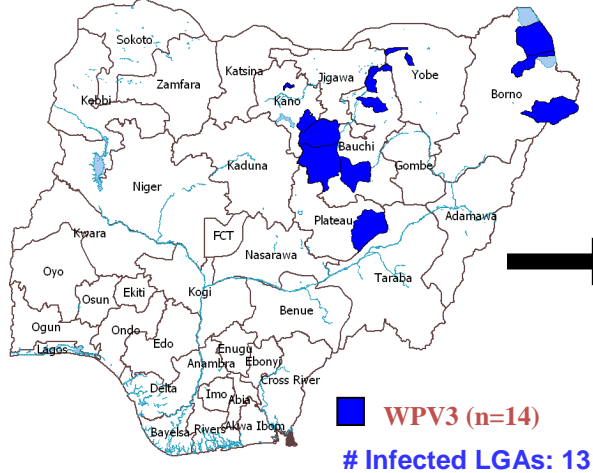 Sokoto
Katsina
Zamfara
Jigawa
Yobe
Kebbi
Kano
Borno
Bauchi
Kaduna
Gombe
Niger
Plateau
Adamawa
FCT
Kwara
Nasarawa
Taraba
Oyo
Osun
Ekiti
Kogi
Benue
Ogun
Ondo
Edo
Lagos
Enugu
Anambra
Ebonyi
Cross River
Delta
Imo
Abia
Bayelsa
Rivers
Akwa Ibom
WPV3 (n=14)
# Infected LGAs: 13